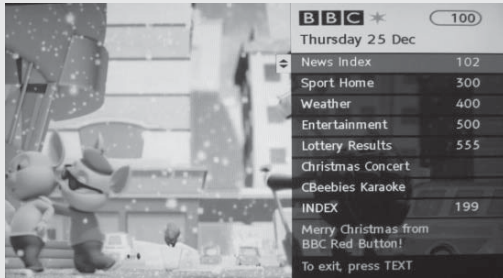 BBC 100
Thursday 25 Dec
News Index 102
Sport Home 300
Weather 400
Entertainment 500
Lottery Results 555
Christmas Concert
CBeebies Karaoke
INDEX 199
Merry Christmas from
BBC Red Button!
To exit, press TEXT